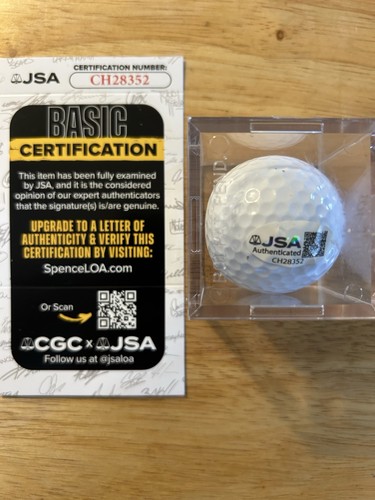 JSA
CERTIFICATION NUMBER:
CH28352
BASIC
CERTIFICATION
This item has been fully examined
by JSA, and it is the considered
opinion of our expert authenticators
that the signature(s) is/are genuine.
UPGRADE TO A LETTER OF
AUTHENTICITY & VERIFY THIS
CERTIFICATION BY VISITING:
SpenceLOA.com
Or Scan
CGC x JSA
Follow us at @jsaloa
JSA
Authenticated
CH28352